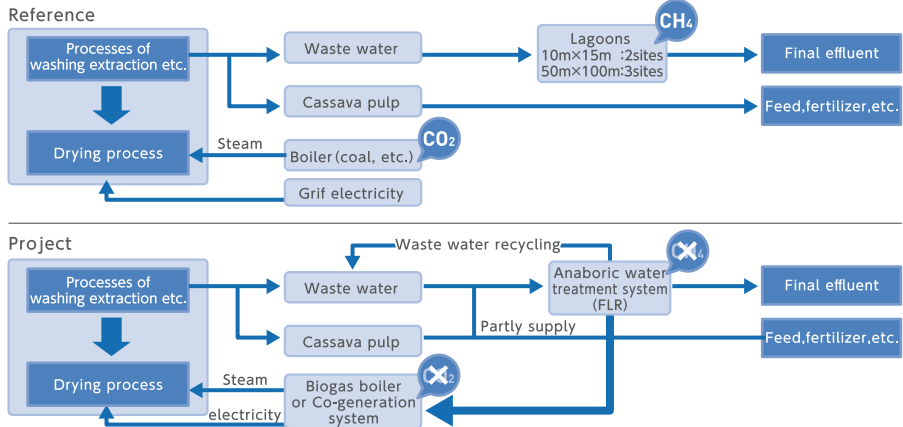 Reference
Processes of
washing extraction etc.
Waste water
Lagoons
10m×15m :2sites
50m×100m:3sites
CH4
Final effluent
Cassava pulp
Feed,fertilizer,etc.
Drying process
Steam
Boiler(coal, etc.)
CO2
Grif electricity
Project
Waste water recycling
Processes of
washing extraction etc.
Waste water
Anaboric water
treatment system
(FLR)
Final effluent
Cassava pulp
Partly supply
Feed,fertilizer,etc.
Drying process
Steam
electricity
Biogas boiler
or Co-generation
system